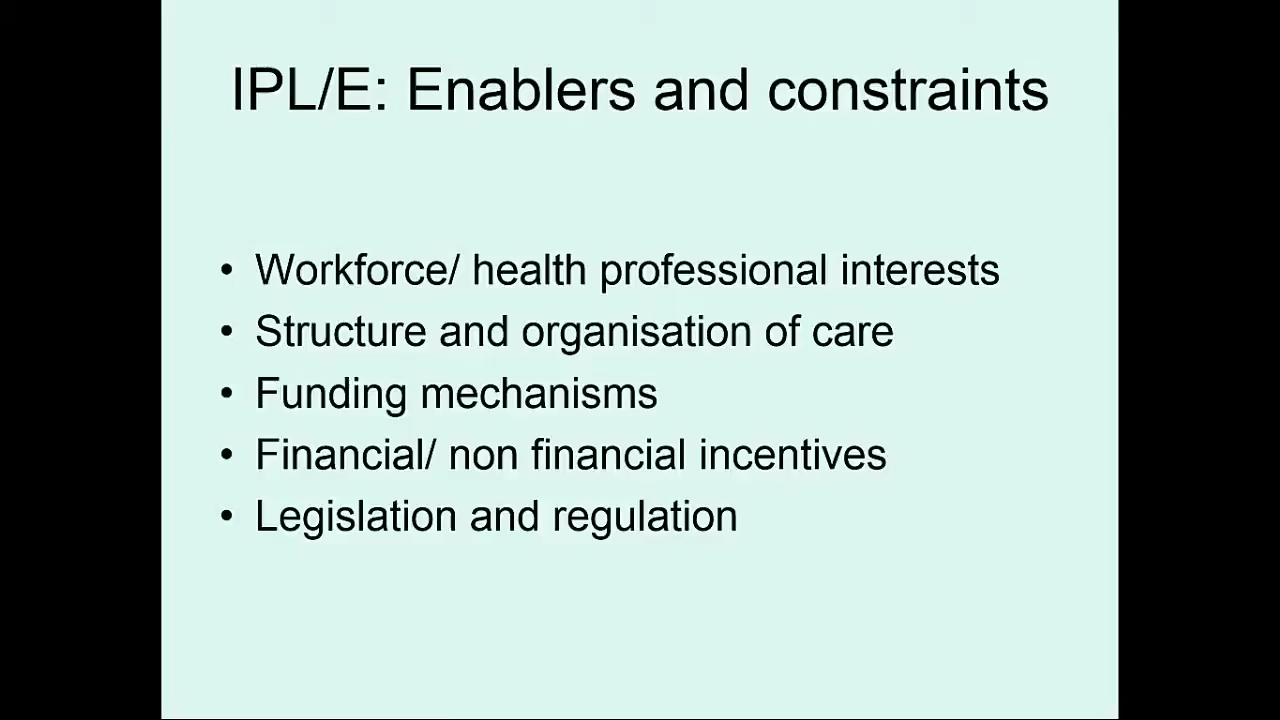 IPL/E: Enablers and constraints
• Workforce/ health professional interests
• Structure and organisation of care
• Funding mechanisms
• Financial/ non financial incentives
• Legislation and regulation